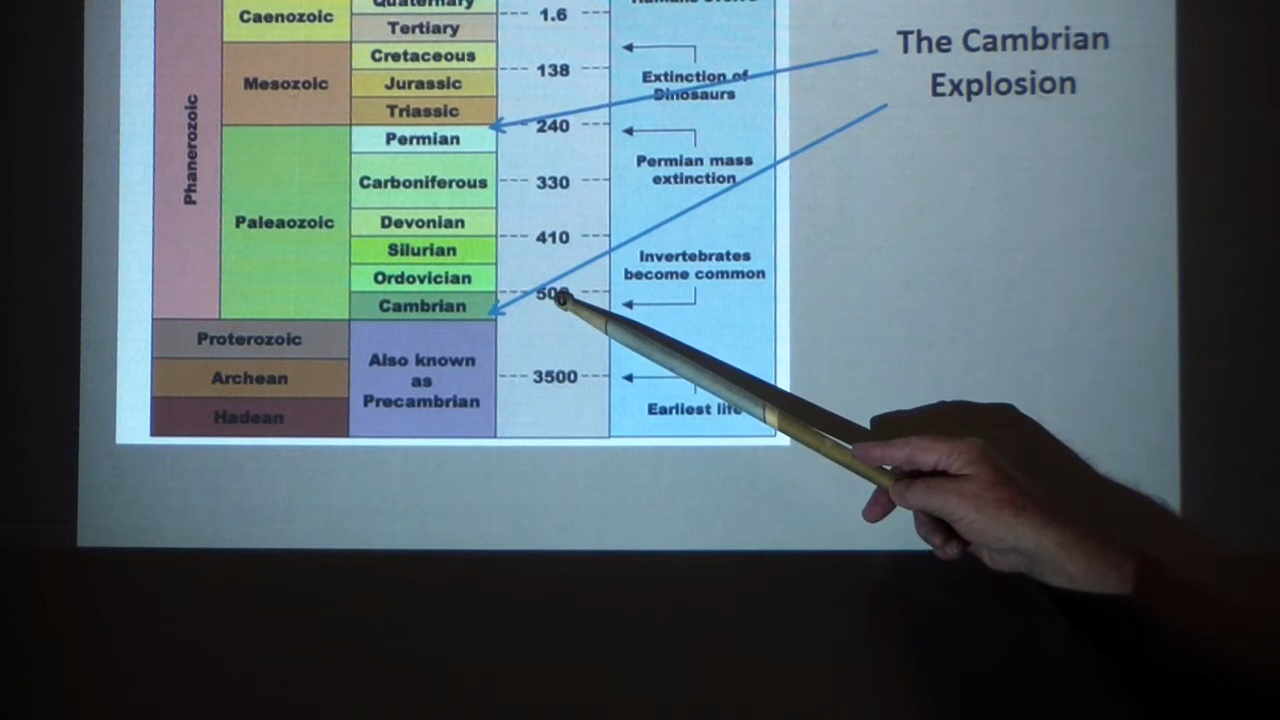 Quaternary
Caenozoic
1.6
Tertiary
Cretaceous
Mesozoic
138
Jurassic
Extinction of
Dinosaurs
Triassic
240
Phanerozoic
Permian
Permian mass
extinction
Carboniferous
330
Paleaozoic
Devonian
410
Silurian
Invertebrates
become common
Ordovician
500
Cambrian
Proterozoic
Also known
as
Precambrian
Archean
3500
Hadean
Earliest life
The Cambrian
Explosion